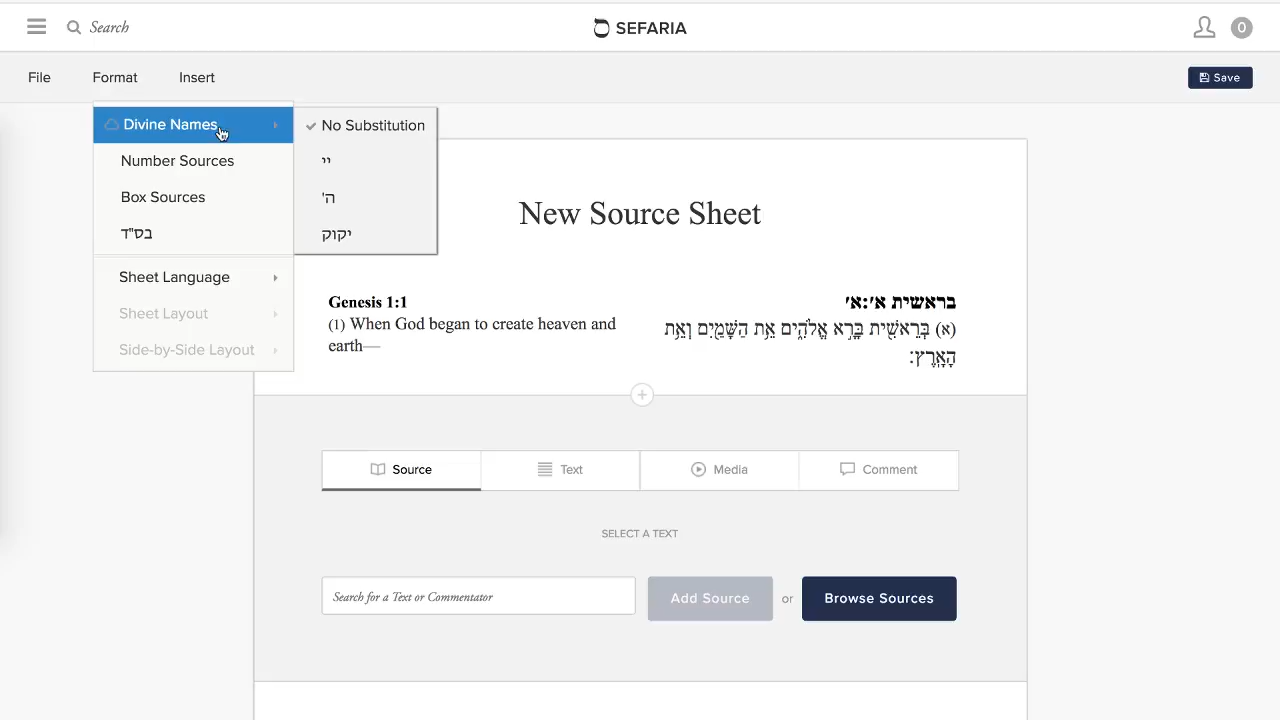 Search
SEFARIA
0
File
Format
Insert
Save
Divine Names
Number Sources
Box Sources
בס"ד
Sheet Language
Sheet Layout
Side-by-Side Layout
No Substitution
יי
ה'
יקוק
New Source Sheet
Genesis 1:1
(1) When God began to create heaven and
earth—
בראשית א׳:א׳
(א) בְּרֵאשִׁ֖ית בָּרָ֣א אֱלֹהִ֑ים אֵ֥ת הַשָּׁמַ֖יִם וְאֵ֥ת
הָאָֽרֶץ׃
Source
Text
Media
Comment
SELECT A TEXT
Search for a Text or Commentator
Add Source
or
Browse Sources